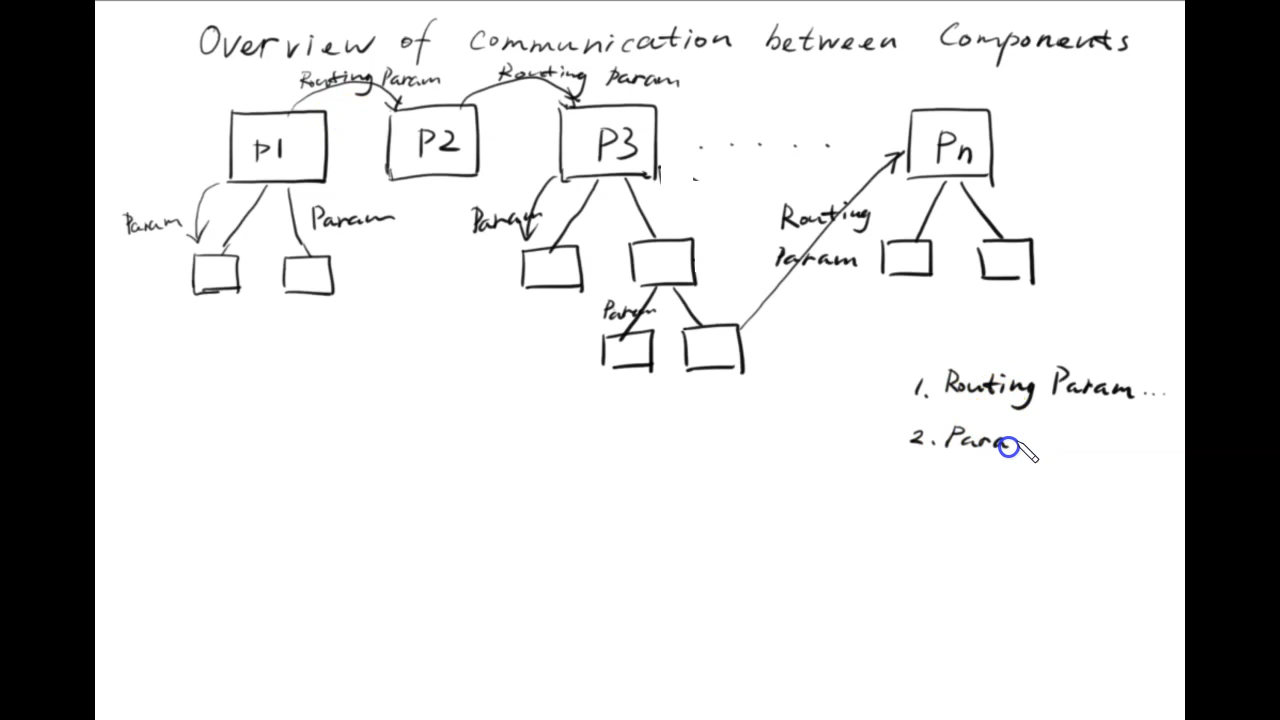 Overview of communication between Components
Routing Param
Routing param
P1
P2
P3
. . . . .
Pn
Param
Param
Param
Routing
Param
Param
1. Routing Param...
2. Para